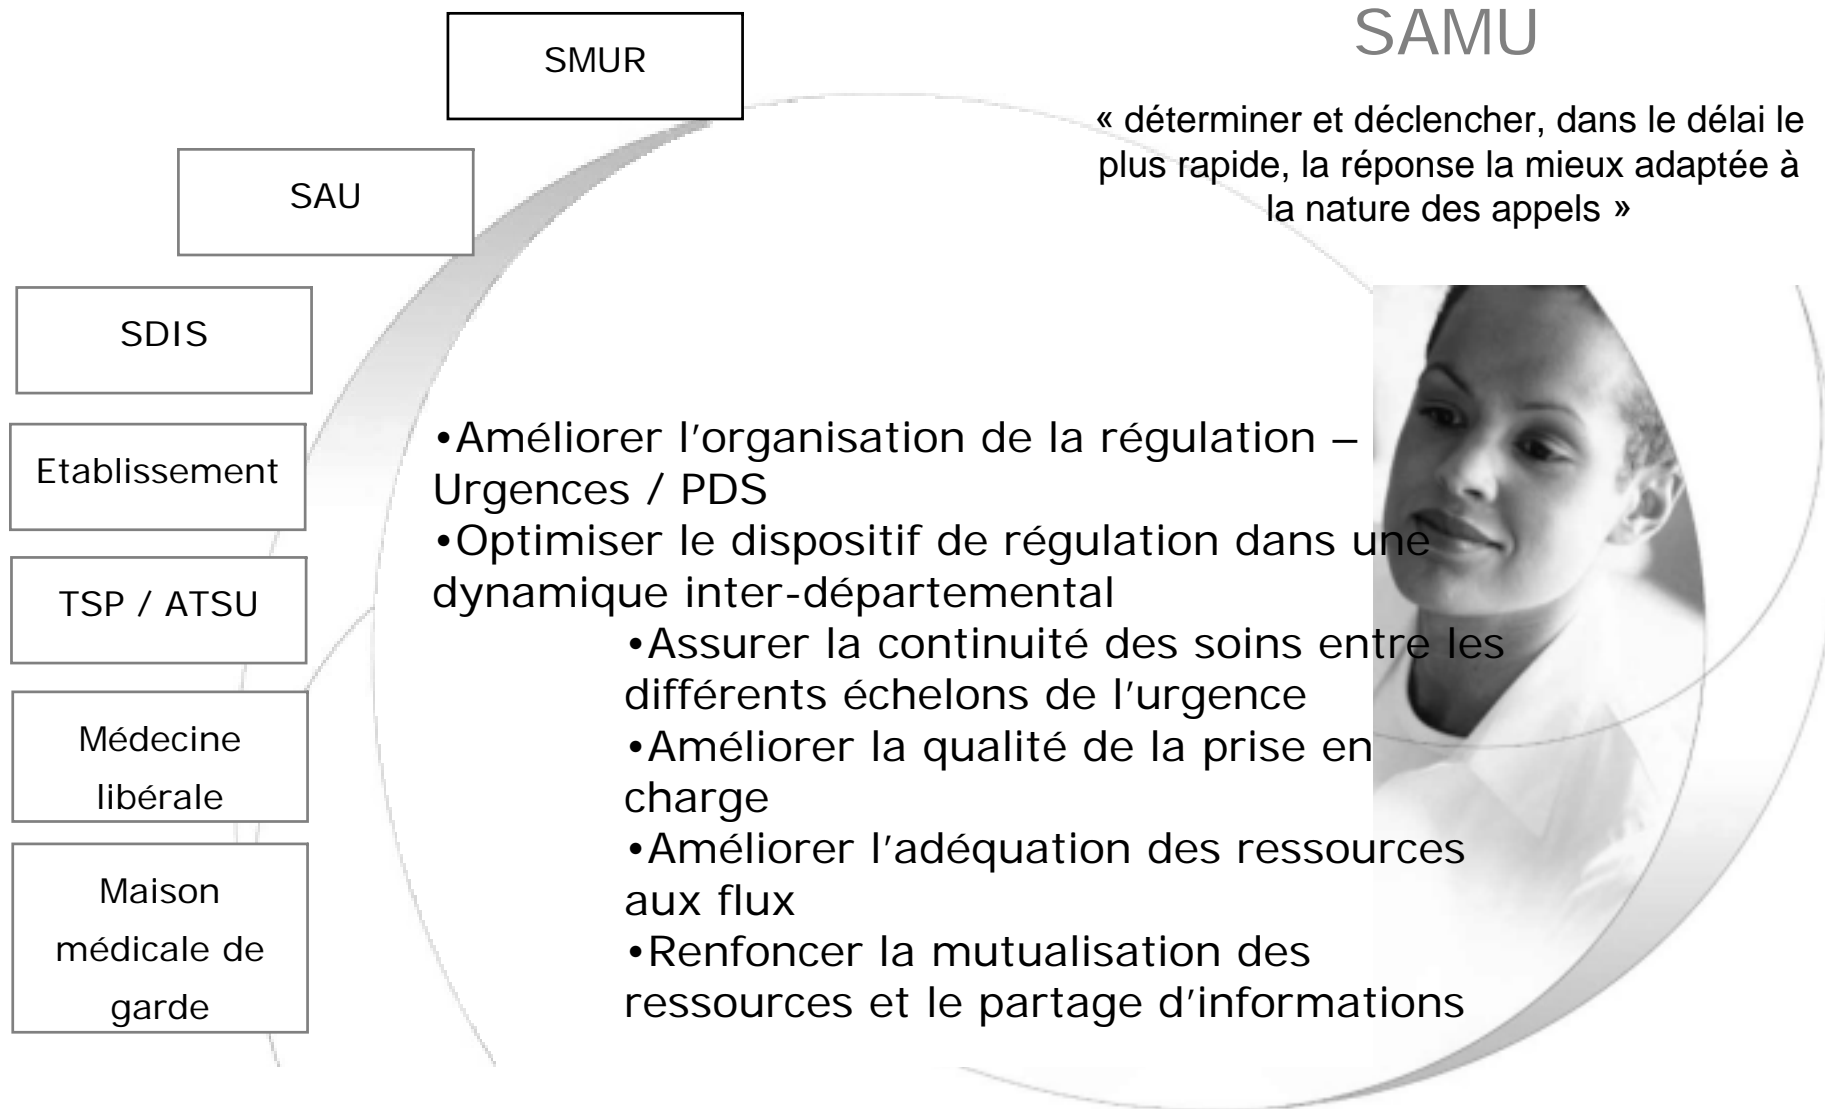 SAMU
« déterminer et déclencher, dans le délai le
plus rapide, la réponse la mieux adaptée à
la nature des appels »
SMUR
SAU
SDIS
Etablissement
TSP / ATSU
Médecine
libérale
Maison
médicale de
garde
•Améliorer l'organisation de la régulation –
Urgences / PDS
•Optimiser le dispositif de régulation dans une
dynamique inter-départemental
•Assurer la continuité des soins entre les
différents échelons de l'urgence
•Améliorer la qualité de la prise en
charge
•Améliorer l'adéquation des ressources
aux flux
•Renfoncer la mutualisation des
ressources et le partage d'informations